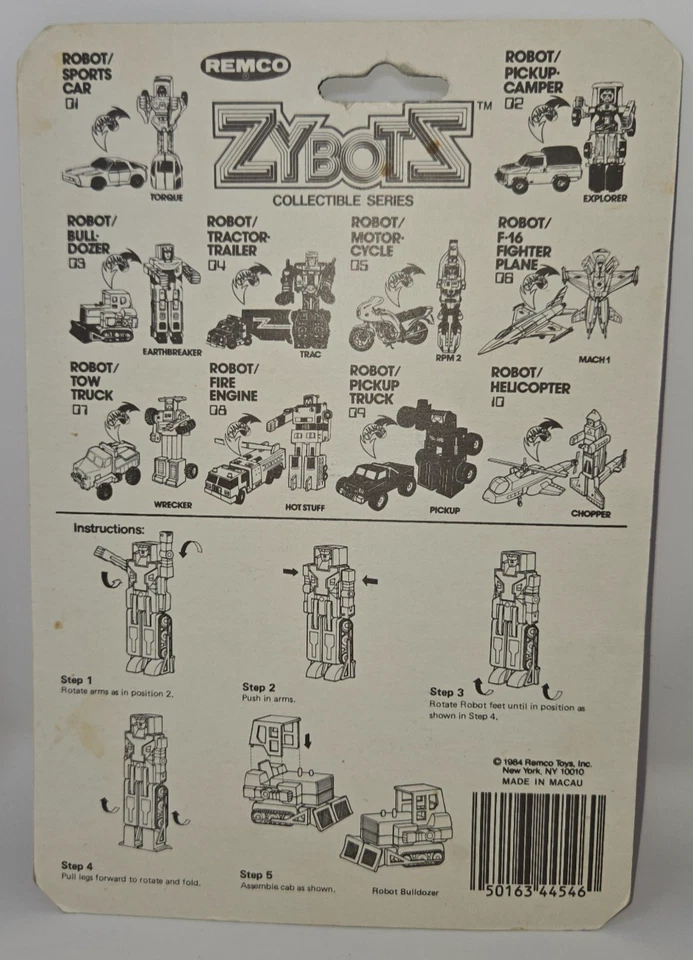 REMCO
ZYBOTS™
COLLECTIBLE SERIES
ROBOT/
SPORTS
CAR
01
TORQUE
ROBOT/
PICKUP-
CAMPER
02
EXPLORER
ROBOT/
BULL-
DOZER
03
EARTHBREAKER
ROBOT/
TRACTOR-
TRAILER
04
TRAC
ROBOT/
MOTOR-
CYCLE
05
RPM 2
ROBOT/
F-16
FIGHTER
PLANE
06
MACH 1
ROBOT/
TOW
TRUCK
07
WRECKER
ROBOT/
FIRE
ENGINE
08
HOT STUFF
ROBOT/
PICKUP
TRUCK
09
PICKUP
ROBOT/
HELICOPTER
10
CHOPPER
Instructions:
Step 1
Rotate arms as in position 2.
Step 2
Push in arms.
Step 3
Rotate Robot feet until in position as
shown in Step 4.
Step 4
Pull legs forward to rotate and fold.
Step 5
Assemble cab as shown.
Robot Bulldozer
© 1984 Remco Toys, Inc.
New York, NY 10010
MADE IN MACAU
50163 44546